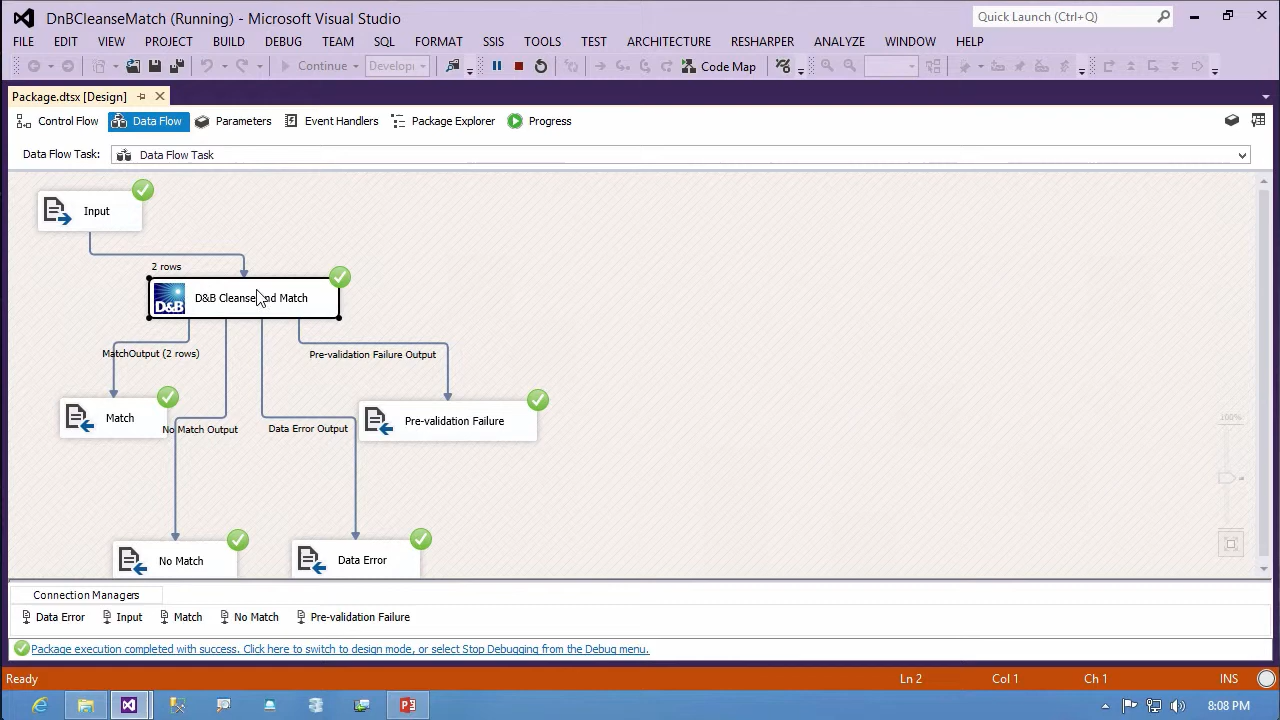 DnBCleanseMatch (Running) - Microsoft Visual Studio
Quick Launch (Ctrl+Q)
FILE EDIT VIEW PROJECT BUILD DEBUG TEAM SQL FORMAT SSIS TOOLS TEST ARCHITECTURE RESHARPER ANALYZE WINDOW HELP
Continue Developi Code Map
Package.dtsx [Design]
Control Flow Data Flow Parameters Event Handlers Package Explorer Progress
Data Flow Task: Data Flow Task
Input
2 rows
D&B D&B Cleanse and Match
MatchOutput (2 rows) Pre-validation Failure Output
Match Pre-validation Failure
No Match Output Data Error Output
100%
No Match Data Error
Connection Managers
Data Error Input Match No Match Pre-validation Failure
Package execution completed with success. Click here to switch to design mode, or select Stop Debugging from the Debug menu.
Ready Ln 2 Col 1 Ch 1 INS
8:08 PM